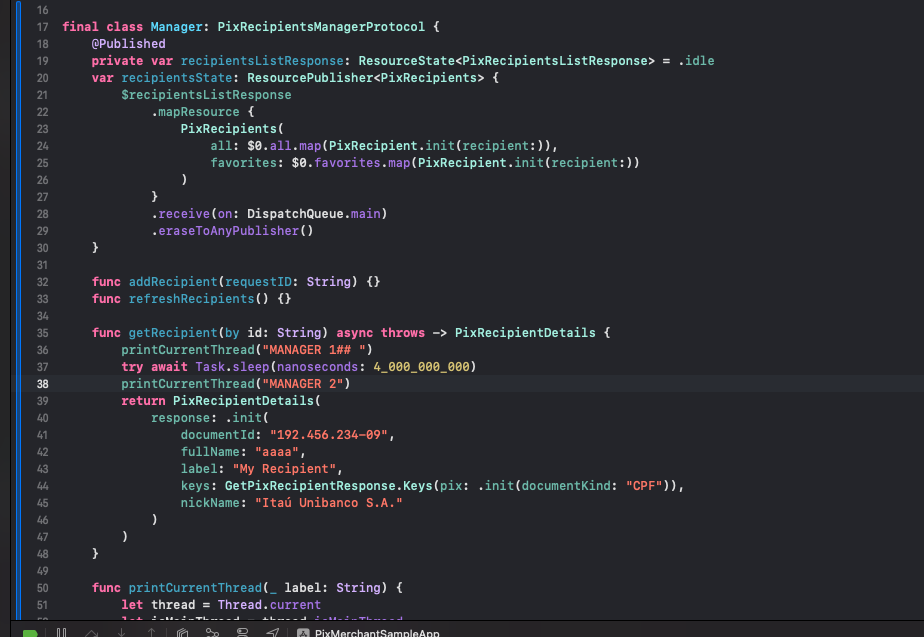 16
17 final class Manager: PixRecipientsManagerProtocol {
18     @Published
19     private var recipientsListResponse: ResourceState<PixRecipientsListResponse> = .idle
20     var recipientsState: ResourcePublisher<PixRecipients> {
21         $recipientsListResponse
22             .mapResource {
23                 PixRecipients(
24                     all: $0.all.map(PixRecipient.init(recipient:)),
25                     favorites: $0.favorites.map(PixRecipient.init(recipient:))
26                 )
27             }
28             .receive(on: DispatchQueue.main)
29             .eraseToAnyPublisher()
30     }
31
32     func addRecipient(requestID: String) {}
33     func refreshRecipients() {}
34
35     func getRecipient(by id: String) async throws -> PixRecipientDetails {
36         printCurrentThread("MANAGER 1## ")
37         try await Task.sleep(nanoseconds: 4_000_000_000)
38         printCurrentThread("MANAGER 2")
39         return PixRecipientDetails(
40             response: .init(
41                 documentId: "192.456.234-09",
42                 fullName: "aaaa",
43                 label: "My Recipient",
44                 keys: GetPixRecipientResponse.Keys(pix: .init(documentKind: "CPF")),
45                 nickName: "Itaú Unibanco S.A."
46             )
47         )
48     }
49
50     func printCurrentThread(_ label: String) {
51         let thread = Thread.current
PixMerchantSampleApp